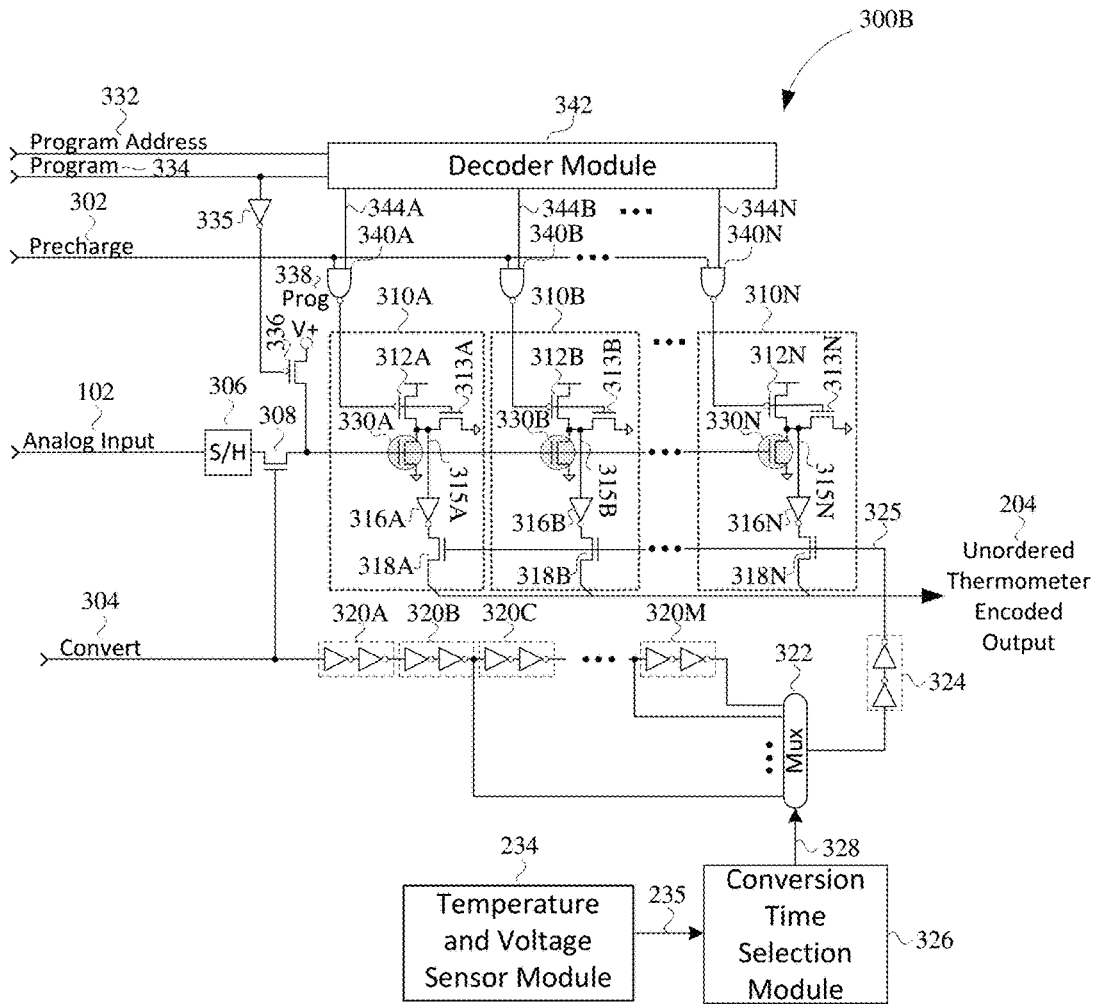 300B
332
Program Address
342
Decoder Module
Program 334
302
335
344A
344B
344N
Precharge
340A
340B
340N
338
Prog
V+
336
310A
310B
310N
312A
313A
312B
313B
312N
313N
102
306
308
330A
330B
330N
Analog Input
S/H
315A
315B
315N
316A
316B
316N
325
204
318A
318B
318N
Unordered
Thermometer
Encoded
Output
304
Convert
320A
320B
320C
320M
322
324
Mux
328
234
235
Temperature
and Voltage
Sensor Module
Conversion
Time
Selection
Module
326